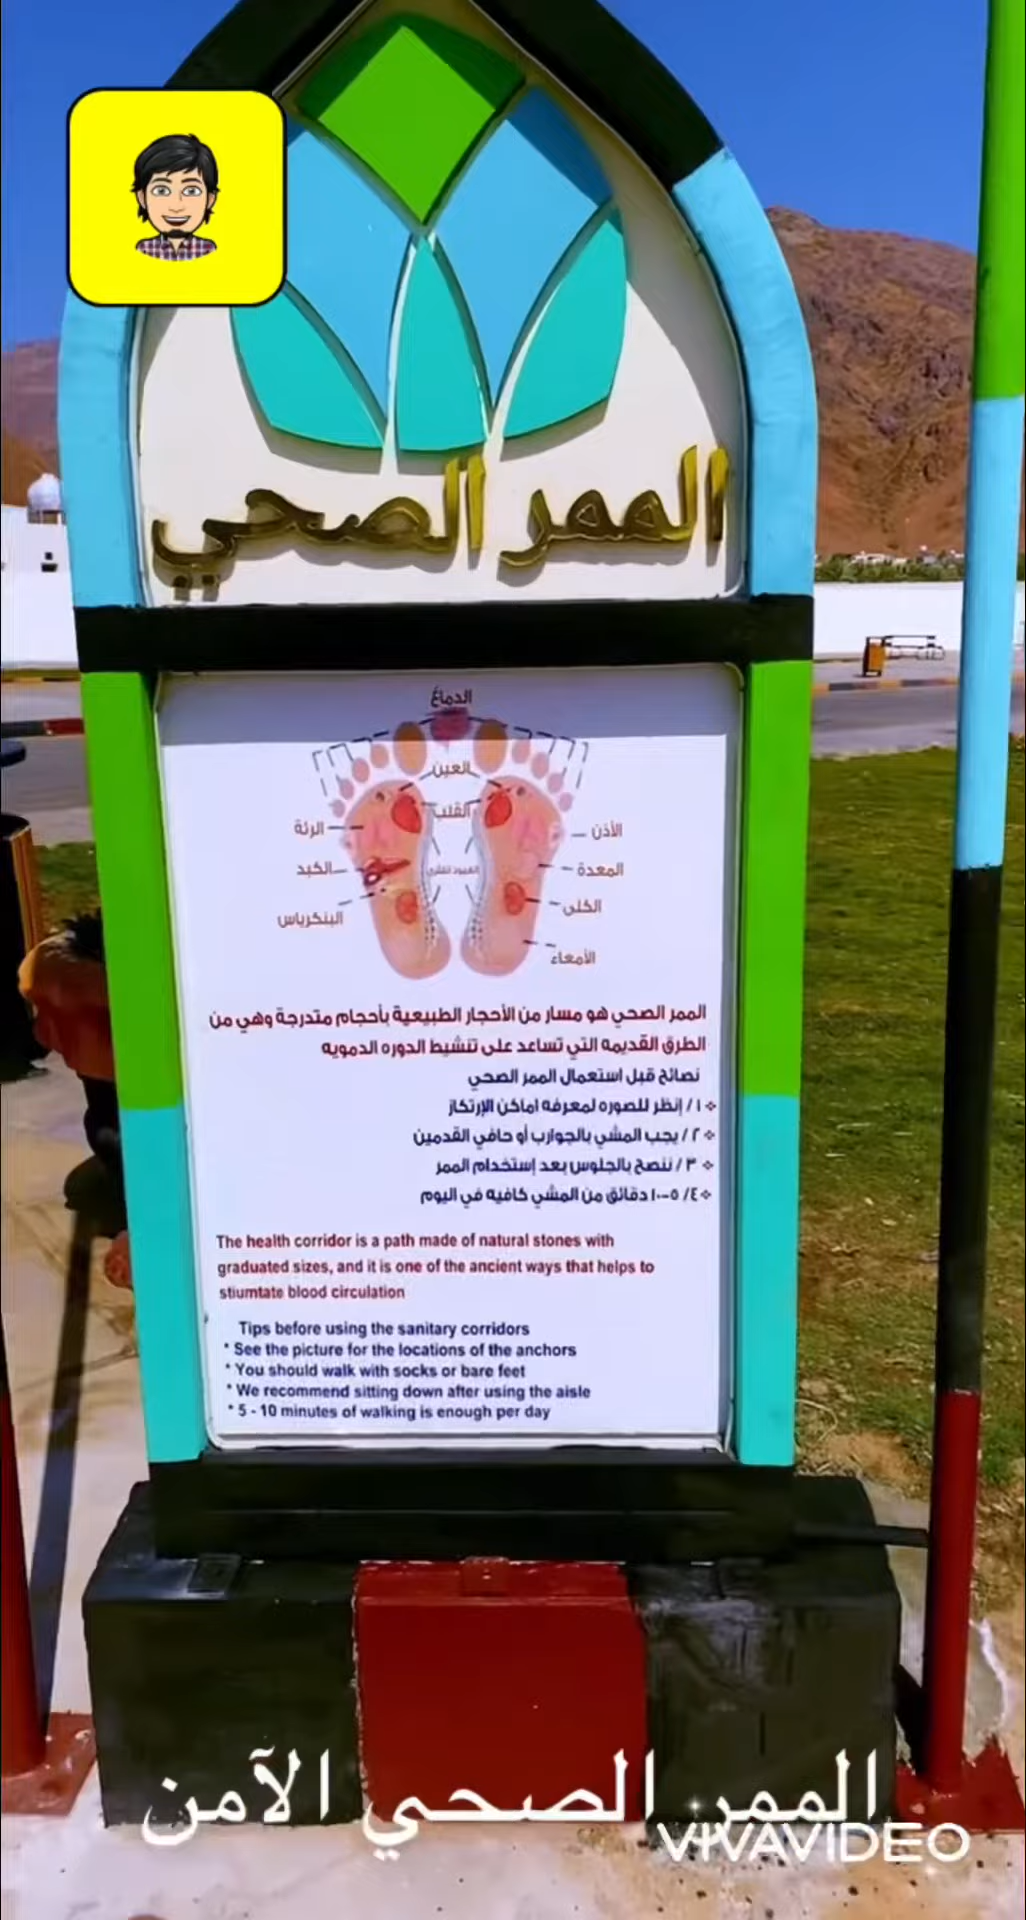 الممر الصحي
الدماغ
العين
القلب
الرئة
الأذن
الكبد
المعدة
العمود الفقري
البنكرياس
الكلى
الأمعاء
الممر الصحي هو مسار من الأحجار الطبيعية بأحجام متدرجة وهي من
الطرق القديمه التي تساعد على تنشيط الدوره الدمويه
نصائح قبل استعمال الممر الصحي
١/ إنظر للصوره لمعرفه اماكن الإرتكاز
٢/ يجب المشي بالجوارب أو حافي القدمين
٣/ ننصح بالجلوس بعد إستخدام الممر
٤/ ٥-١٠ دقائق من المشي كافيه في اليوم
The health corridor is a path made of natural stones with
graduated sizes, and it is one of the ancient ways that helps to
stiumtate blood circulation
Tips before using the sanitary corridors
* See the picture for the locations of the anchors
* You should walk with socks or bare feet
* We recommend sitting down after using the aisle
* 5 - 10 minutes of walking is enough per day
الممر الصحي الآمن
VIVAVIDEO